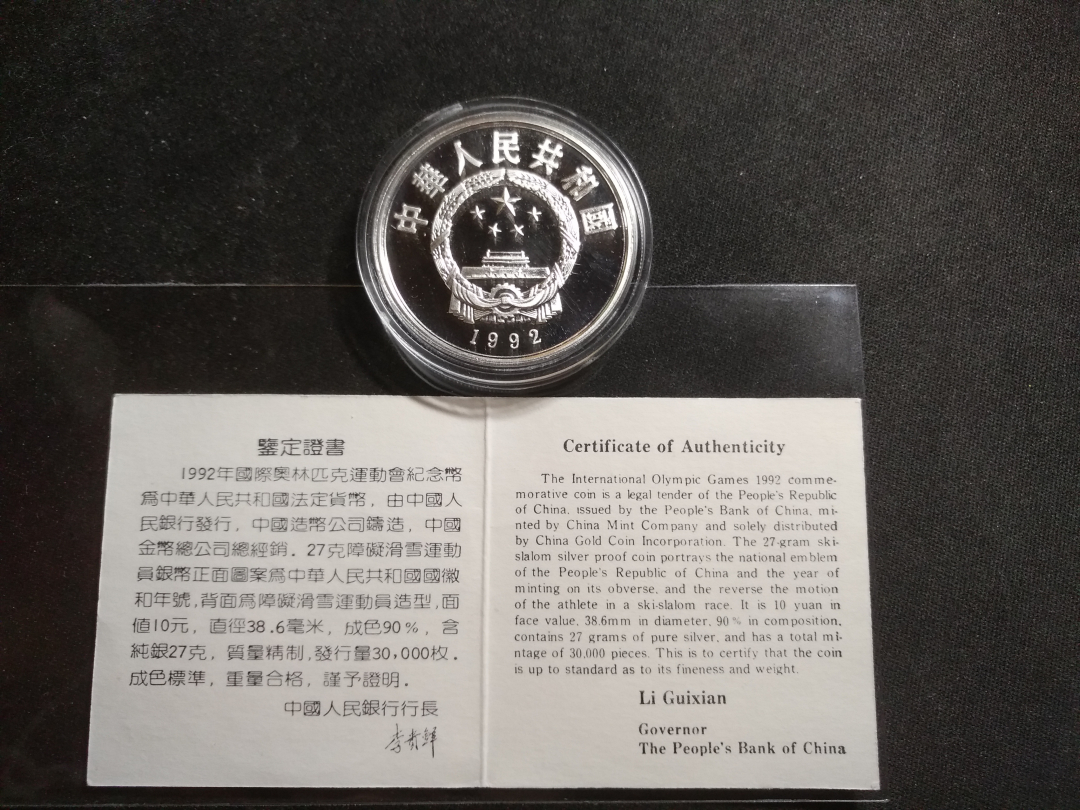 中華人民共和國
1992
鑒定證書
1992年國際奧林匹克運動會紀念幣
爲中華人民共和國法定貨幣，由中國人
民銀行發行，中國造幣公司鑄造，中國
金幣總公司總經銷．27克障礙滑雪運動
員銀幣正面圖案爲中華人民共和國國徽
和年號，背面爲障礙滑雪運動員造型，面
値10元，直徑38.6毫米，成色90%，含
純銀27克，質量精制，發行量30,000枚．
成色標準，重量合格，謹予證明．
中國人民銀行行長
李貴鲜
Certificate of Authenticity
The International Olympic Games 1992 comme-
morative coin is a legal tender of the People's Republic
of China, issued by the People's Bank of China, mi-
nted by China Mint Company and solely distributed
by China Gold Coin Incorporation. The 27-gram ski-
slalom silver proof coin portrays the national emblem
of the People's Republic of China and the year of
minting on its obverse, and the reverse the motion
of the athlete in a ski-slalom race. It is 10 yuan in
face value, 38.6mm in diameter, 90% in composition,
contains 27 grams of pure silver, and has a total mi-
ntage of 30,000 pieces. This is to certify that the coin
is up to standard as to its fineness and weight.
Li Guixian
Governor
The People's Bank of China